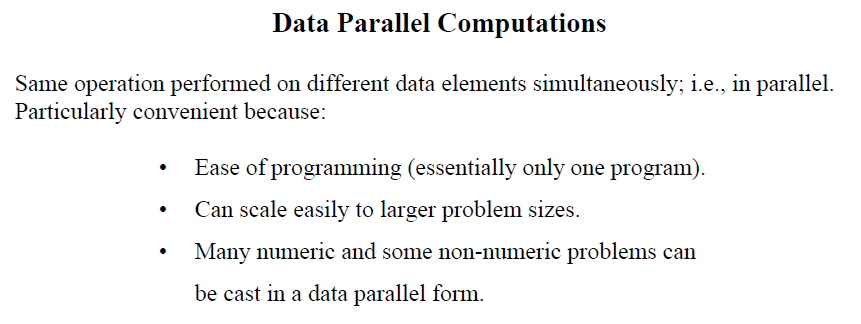 Data Parallel Computations
Same operation performed on different data elements simultaneously; i.e., in parallel.
Particularly convenient because:
• Ease of programming (essentially only one program).
• Can scale easily to larger problem sizes.
• Many numeric and some non-numeric problems can
be cast in a data parallel form.